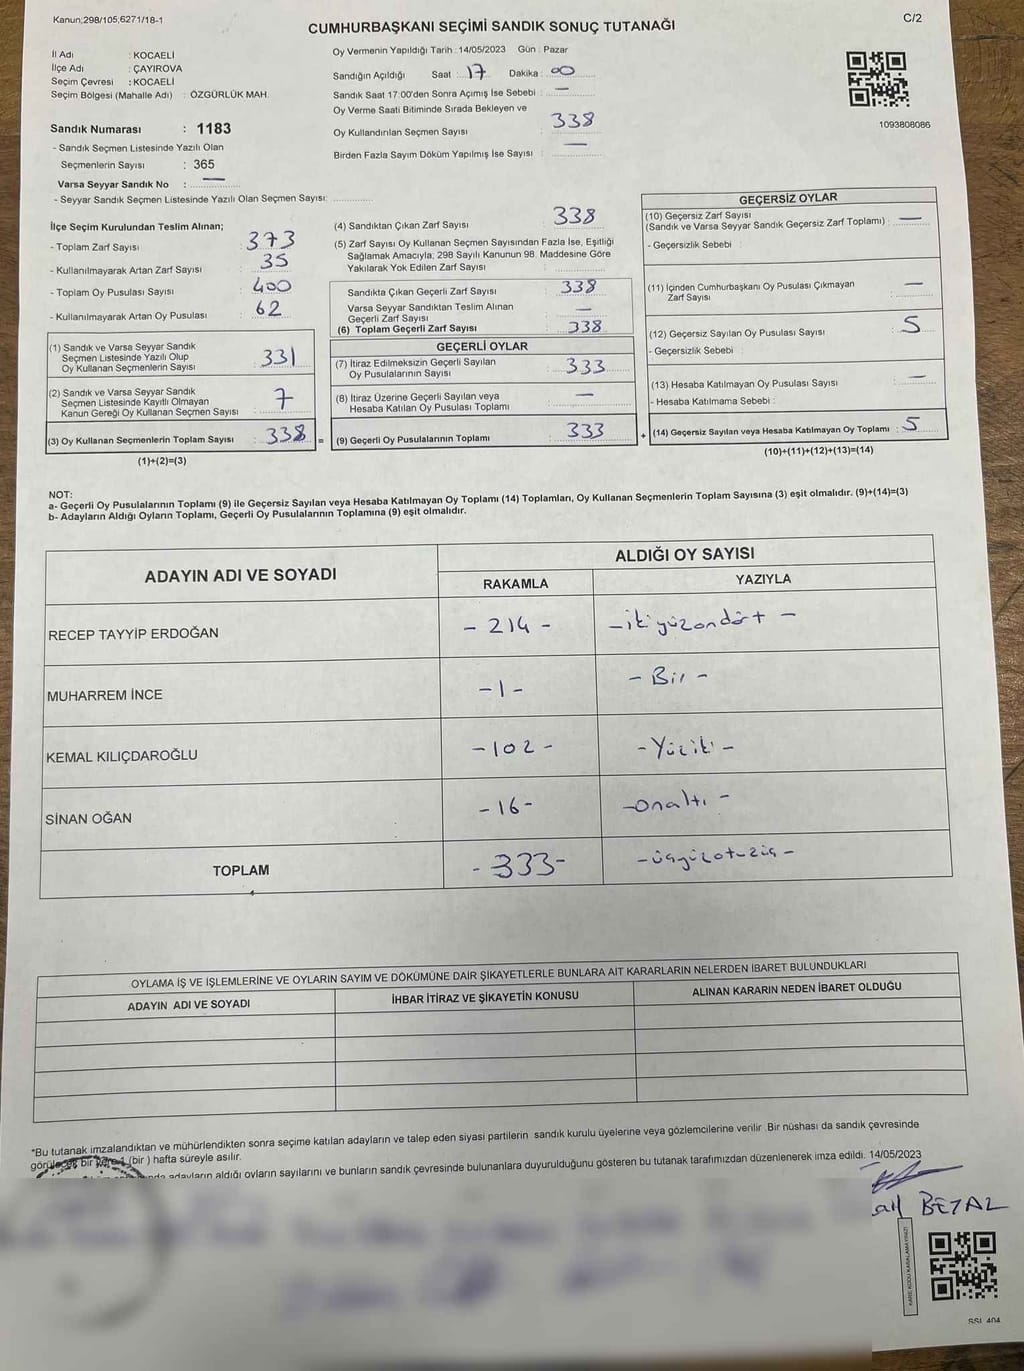 Kanun;298/105;6271/18-1
C/2
CUMHURBAŞKANI SEÇİMİ SANDIK SONUÇ TUTANAĞI
İl Adı : KOCAELİ
İlçe Adı : ÇAYIROVA
Seçim Çevresi : KOCAELİ
Seçim Bölgesi (Mahalle Adı) : ÖZGÜRLÜK MAH.
Sandık Numarası : 1183
- Sandık Seçmen Listesinde Yazılı Olan
Seçmenlerin Sayısı : 365
Varsa Seyyar Sandık No : —
- Seyyar Sandık Seçmen Listesinde Yazılı Olan Seçmen Sayısı:
Oy Vermenin Yapıldığı Tarih :14/05/2023 Gün : Pazar
Sandığın Açıldığı Saat : 17 Dakika : 00
Sandık Saat 17:00'den Sonra Açımış İse Sebebi : —
Oy Verme Saati Bitiminde Sırada Bekleyen ve
Oy Kullandırılan Seçmen Sayısı : 338
Birden Fazla Sayım Döküm Yapılmış İse Sayısı : —
1093808086
İlçe Seçim Kurulundan Teslim Alınan;
- Toplam Zarf Sayısı : 373
- Kullanılmayarak Artan Zarf Sayısı : 35
- Toplam Oy Pusulası Sayısı : 400
- Kullanılmayarak Artan Oy Pusulası : 62
(1) Sandık ve Varsa Seyyar Sandık
Seçmen Listesinde Yazılı Olup
Oy Kullanan Seçmenlerin Sayısı : 331
(2) Sandık ve Varsa Seyyar Sandık
Seçmen Listesinde Kayıtlı Olmayan
Kanun Gereği Oy Kullanan Seçmen Sayısı : 7
(3) Oy Kullanan Seçmenlerin Toplam Sayısı : 338 =
(1)+(2)=(3)
(4) Sandıktan Çıkan Zarf Sayısı : 338
(5) Zarf Sayısı Oy Kullanan Seçmen Sayısından Fazla İse, Eşitliği
Sağlamak Amacıyla, 298 Sayılı Kanunun 98. Maddesine Göre
Yakılarak Yok Edilen Zarf Sayısı :
Sandıkta Çıkan Geçerli Zarf Sayısı : 338
Varsa Seyyar Sandıktan Teslim Alınan
Geçerli Zarf Sayısı : —
(6) Toplam Geçerli Zarf Sayısı : 338
GEÇERLİ OYLAR
(7) İtiraz Edilmeksizin Geçerli Sayılan
Oy Pusulalarının Sayısı : 333
(8) İtiraz Üzerine Geçerli Sayılan veya
Hesaba Katılan Oy Pusulası Toplamı : —
(9) Geçerli Oy Pusulalarının Toplamı : 333 +
GEÇERSİZ OYLAR
(10) Geçersiz Zarf Sayısı
(Sandık ve Varsa Seyyar Sandık Geçersiz Zarf Toplamı) : —
- Geçersizlik Sebebi :
(11) İçinden Cumhurbaşkanı Oy Pusulası Çıkmayan
Zarf Sayısı : —
(12) Geçersiz Sayılan Oy Pusulası Sayısı : 5
- Geçersizlik Sebebi :
(13) Hesaba Katılmayan Oy Pusulası Sayısı : —
- Hesaba Katılmama Sebebi :
(14) Geçersiz Sayılan veya Hesaba Katılmayan Oy Toplamı : 5
(10)+(11)+(12)+(13)=(14)
NOT:
a- Geçerli Oy Pusulalarının Toplamı (9) ile Geçersiz Sayılan veya Hesaba Katılmayan Oy Toplamı (14) Toplamları, Oy Kullanan Seçmenlerin Toplam Sayısına (3) eşit olmalıdır. (9)+(14)=(3)
b- Adayların Aldığı Oyların Toplamı, Geçerli Oy Pusulalarının Toplamına (9) eşit olmalıdır.
ADAYIN ADI VE SOYADI
ALDIĞI OY SAYISI
RAKAMLA YAZIYLA
RECEP TAYYİP ERDOĞAN - 214 - - ikiyüzondört -
MUHARREM İNCE - 1 - - Bir -
KEMAL KILIÇDAROĞLU - 102 - - Yüziki -
SİNAN OĞAN - 16 - - onaltı -
TOPLAM - 333 - - üçyüzotuzüç -
OYLAMA İŞ VE İŞLEMLERİNE VE OYLARIN SAYIM VE DÖKÜMÜNE DAİR ŞİKAYETLERLE BUNLARA AİT KARARLARIN NELERDEN İBARET BULUNDUKLARI
ADAYIN ADI VE SOYADI İHBAR İTİRAZ VE ŞİKAYETİN KONUSU ALINAN KARARIN NEDEN İBARET OLDUĞU
*Bu tutanak imzalandıktan ve mühürlendikten sonra seçime katılan adayların ve talep eden siyasi partilerin sandık kurulu üyelerine veya gözlemcilerine verilir .Bir nüshası da sandık çevresinde
bir yere 1 (bir ) hafta süreyle asılır.
adayların aldığı oyların sayılarını ve bunların sandık çevresinde bulunanlara duyurulduğunu gösteren bu tutanak tarafımızdan düzenlenerek imza edildi. 14/05/2023
BETAL
KARE KODU KARALAMAYINIZ!